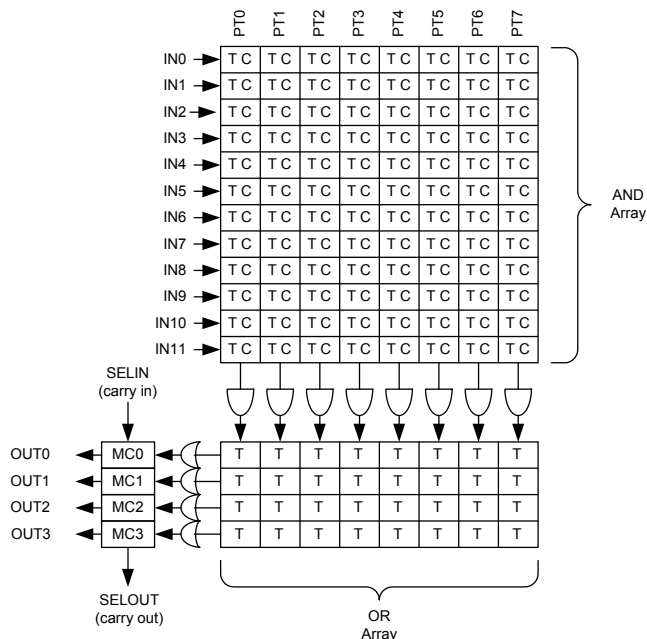 PT0 PT1 PT2 PT3 PT4 PT5 PT6 PT7
IN0 T C T C T C T C T C T C T C T C
IN1 T C T C T C T C T C T C T C T C
IN2 T C T C T C T C T C T C T C T C
IN3 T C T C T C T C T C T C T C T C
IN4 T C T C T C T C T C T C T C T C
IN5 T C T C T C T C T C T C T C T C
IN6 T C T C T C T C T C T C T C T C
IN7 T C T C T C T C T C T C T C T C
IN8 T C T C T C T C T C T C T C T C
IN9 T C T C T C T C T C T C T C T C
IN10 T C T C T C T C T C T C T C T C
IN11 T C T C T C T C T C T C T C T C
AND
Array
SELIN
(carry in)
OUT0 MC0 T T T T T T T T
OUT1 MC1 T T T T T T T T
OUT2 MC2 T T T T T T T T
OUT3 MC3 T T T T T T T T
SELOUT
(carry out)
OR
Array